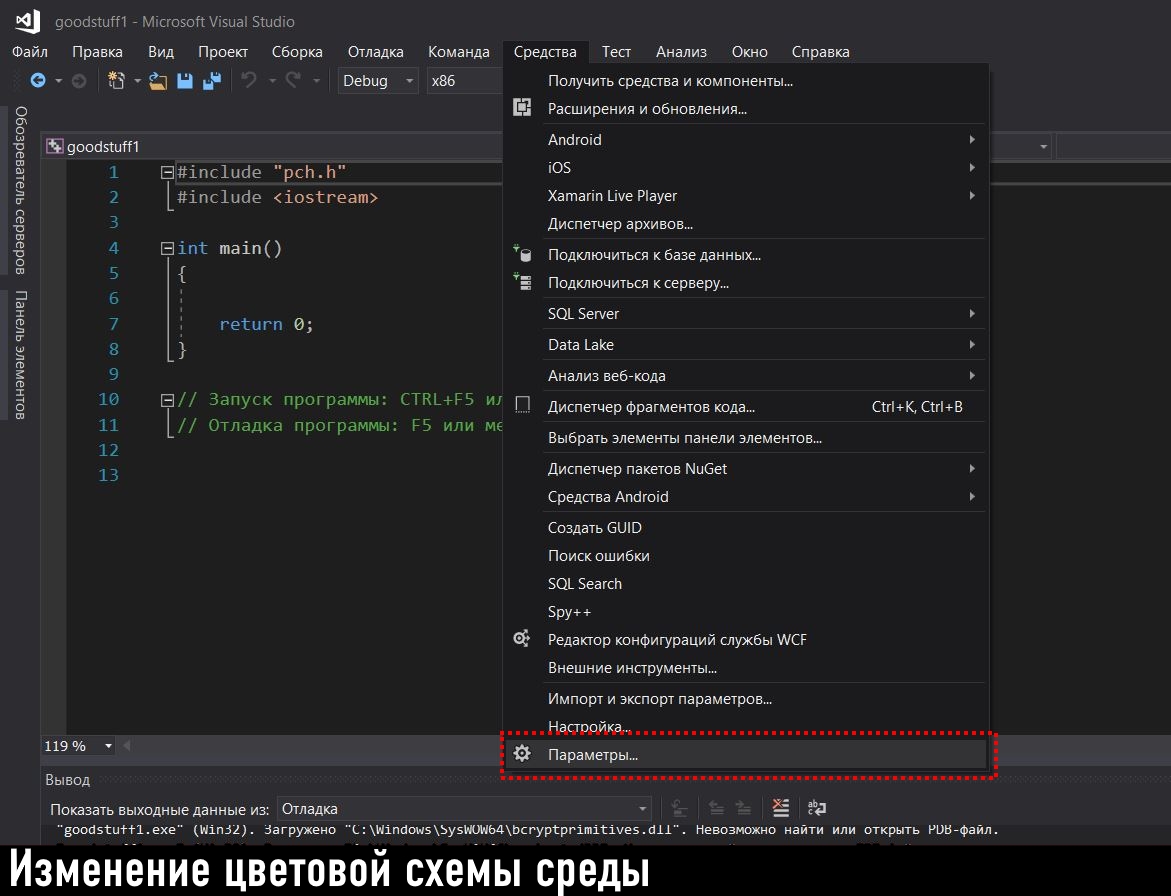 goodstuff1 - Microsoft Visual Studio
Файл Правка Вид Проект Сборка Отладка Команда Средства Тест Анализ Окно Справка
Debug x86
Обозреватель серверов
Панель элементов
goodstuff1
1 #include "pch.h"
2 #include <iostream>
3
4 int main()
5 {
6
7 return 0;
8 }
9
10 // Запуск программы: CTRL+F5 ил
11 // Отладка программы: F5 или ме
12
13
Получить средства и компоненты...
Расширения и обновления...
Android
iOS
Xamarin Live Player
Диспетчер архивов...
Подключиться к базе данных...
Подключиться к серверу...
SQL Server
Data Lake
Анализ веб-кода
Диспетчер фрагментов кода... Ctrl+K, Ctrl+B
Выбрать элементы панели элементов...
Диспетчер пакетов NuGet
Средства Android
Создать GUID
Поиск ошибки
SQL Search
Spy++
Редактор конфигураций службы WCF
Внешние инструменты...
Импорт и экспорт параметров...
Настройка...
Параметры...
119 %
Вывод
Показать выходные данные из: Отладка
"goodstuff1.exe" (Win32). Загружено "C:\Windows\SysWOW64\bcryptprimitives.dll". Невозможно найти или открыть PDB-файл.
Изменение цветовой схемы среды